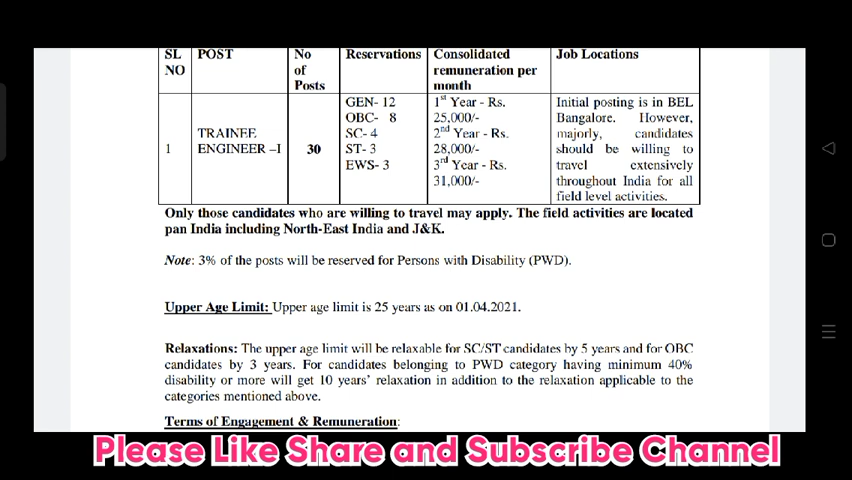 SL NO POST No of Posts Reservations Consolidated remuneration per month Job Locations
1 TRAINEE ENGINEER –I 30
GEN- 12
OBC- 8
SC- 4
ST- 3
EWS- 3
1st Year - Rs.
25,000/-
2nd Year - Rs.
28,000/-
3rd Year - Rs.
31,000/-
Initial posting is in BEL
Bangalore. However,
majorly, candidates
should be willing to
travel extensively
throughout India for all
field level activities.
Only those candidates who are willing to travel may apply. The field activities are located
pan India including North-East India and J&K.
Note: 3% of the posts will be reserved for Persons with Disability (PWD).
Upper Age Limit: Upper age limit is 25 years as on 01.04.2021.
Relaxations: The upper age limit will be relaxable for SC/ST candidates by 5 years and for OBC
candidates by 3 years. For candidates belonging to PWD category having minimum 40%
disability or more will get 10 years' relaxation in addition to the relaxation applicable to the
categories mentioned above.
Terms of Engagement & Remuneration:
Please Like Share and Subscribe Channel